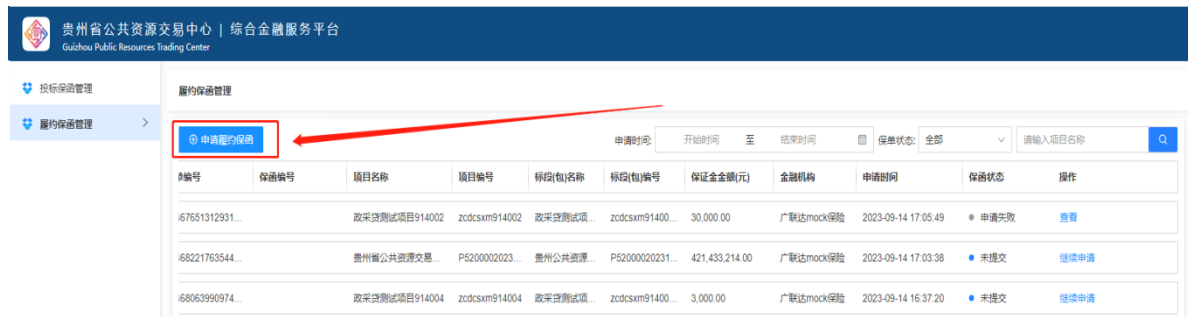 贵州省公共资源交易中心 | 综合金融服务平台
Guizhou Public Resources Trading Center
投标保函管理
履约保函管理
履约保函管理
申请履约保函
申请时间: 开始时间 至 结束时间 保单状态: 全部 请输入项目名称
编号 保函编号 项目名称 项目编号 标段(包)名称 标段(包)编号 保证金金额(元) 金融机构 申请时间 保函状态 操作
67651312931... 政采贷测试项目914002 zcdcsxm914002 政采贷测试项... zcdcsxm91400... 30,000.00 广联达mock保险 2023-09-14 17:05:49 申请失败 查看
68221763544... 贵州省公共资源交易... P5200002023... 贵州公共资源... P52000020231... 421,433,214.00 广联达mock保险 2023-09-14 17:03:38 未提交 继续申请
68063990974... 政采贷测试项目914004 zcdcsxm914004 政采贷测试项... zcdcsxm91400... 3,000.00 广联达mock保险 2023-09-14 16:37:20 未提交 继续申请